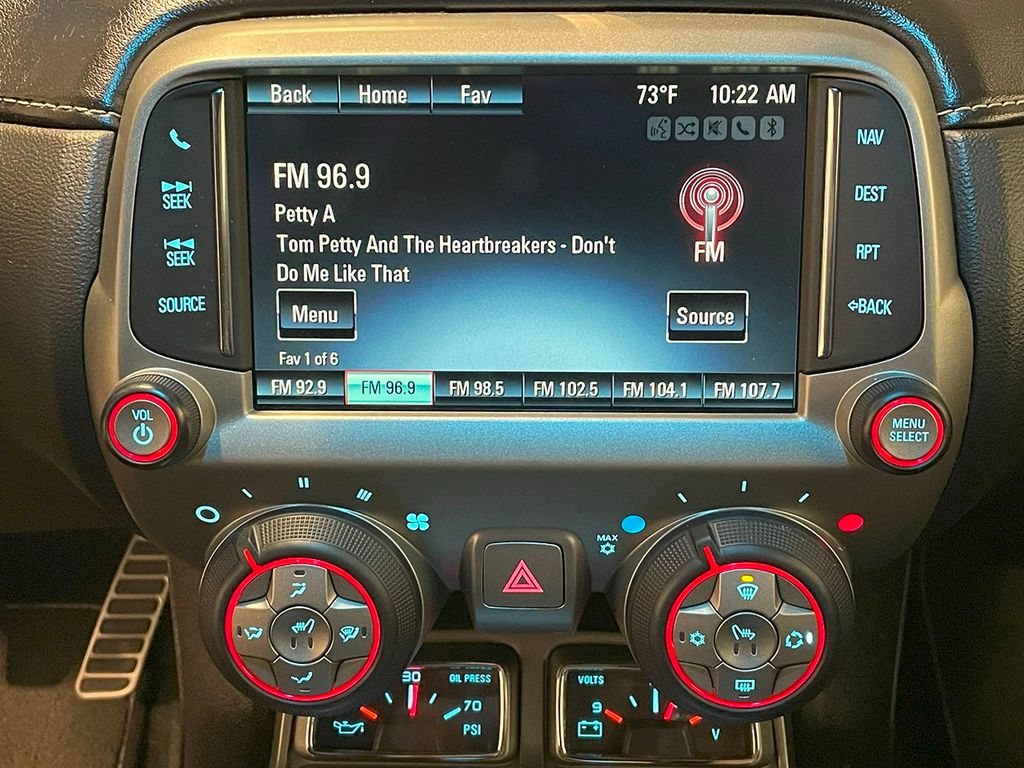 Back Home Fav 73°F 10:22 AM
FM 96.9
Petty A
Tom Petty And The Heartbreakers - Don't
Do Me Like That
FM
Menu
Source
Fav 1 of 6
FM 92.9 FM 96.9 FM 98.5 FM 102.5 FM 104.1 FM 107.7
SEEK
SEEK
SOURCE
NAV
DEST
RPT
BACK
VOL
MENU
SELECT
MAX
30 OIL PRESS
70
PSI
VOLTS
9
V